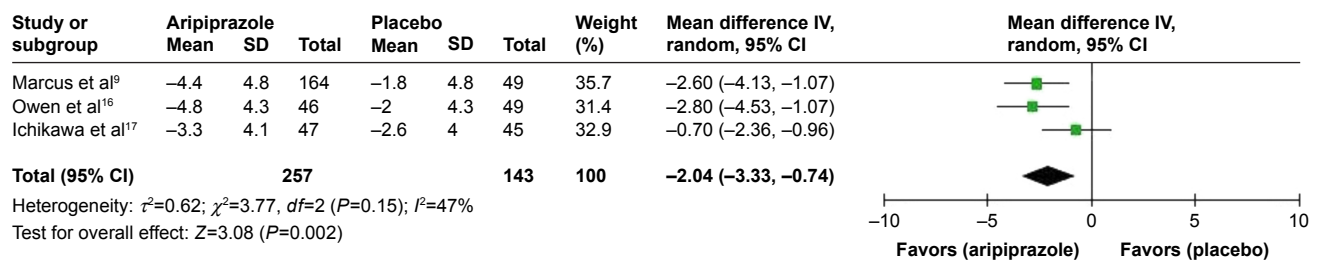 Study or subgroup Aripiprazole Placebo Weight (%) Mean difference IV, random, 95% CI Mean difference IV, random, 95% CI
Mean SD Total Mean SD Total
Marcus et al⁹ –4.4 4.8 164 –1.8 4.8 49 35.7 –2.60 (–4.13, –1.07)
Owen et al¹⁶ –4.8 4.3 46 –2 4.3 49 31.4 –2.80 (–4.53, –1.07)
Ichikawa et al¹⁷ –3.3 4.1 47 –2.6 4 45 32.9 –0.70 (–2.36, –0.96)
Total (95% CI) 257 143 100 –2.04 (–3.33, –0.74)
Heterogeneity: τ²=0.62; χ²=3.77, df=2 (P=0.15); I²=47%
Test for overall effect: Z=3.08 (P=0.002)
–10 –5 0 5 10
Favors (aripiprazole) Favors (placebo)